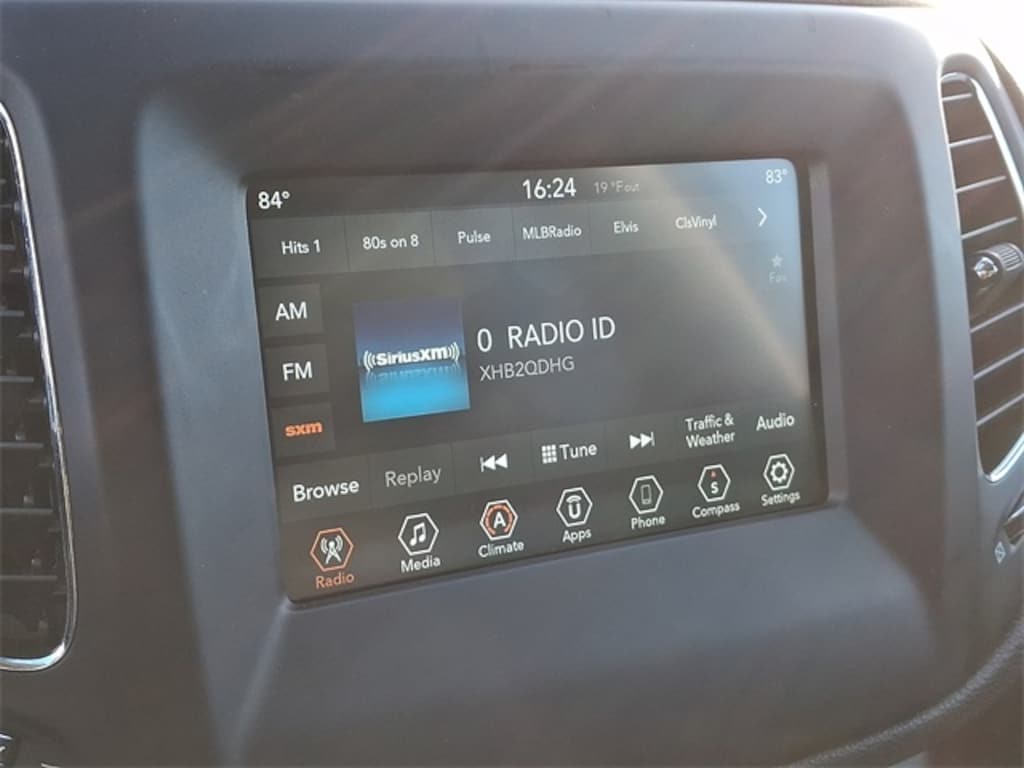 84° 16:24 19 °Fout 83°
Hits 1 80s on 8 Pulse MLBRadio Elvis ClsVinyl
Fav
AM
0 RADIO ID
((SiriusXM))
XHB2QDHG
FM
sxm
Browse Replay Tune Traffic & Weather Audio
Radio Media A Climate U Apps Phone S Compass Settings